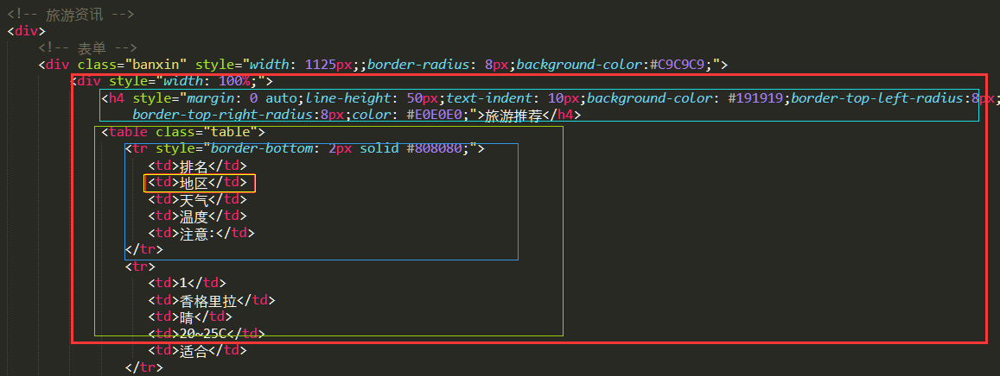 <!-- 旅游资讯 -->
<div>
<!-- 表单 -->
<div class="banxin" style="width: 1125px;;border-radius: 8px;background-color:#C9C9C9;">
<div style="width: 100%;">
<h4 style="margin: 0 auto;line-height: 50px;text-indent: 10px;background-color: #191919;border-top-left-radius:8px;
border-top-right-radius:8px;color: #E0E0E0;">旅游推荐</h4>
<table class="table">
<tr style="border-bottom: 2px solid #808080;">
<td>排名</td>
<td>地区</td>
<td>天气</td>
<td>温度</td>
<td>注意:</td>
</tr>
<tr>
<td>1</td>
<td>香格里拉</td>
<td>晴</td>
<td>20~25C</td>
<td>适合</td>
</tr>